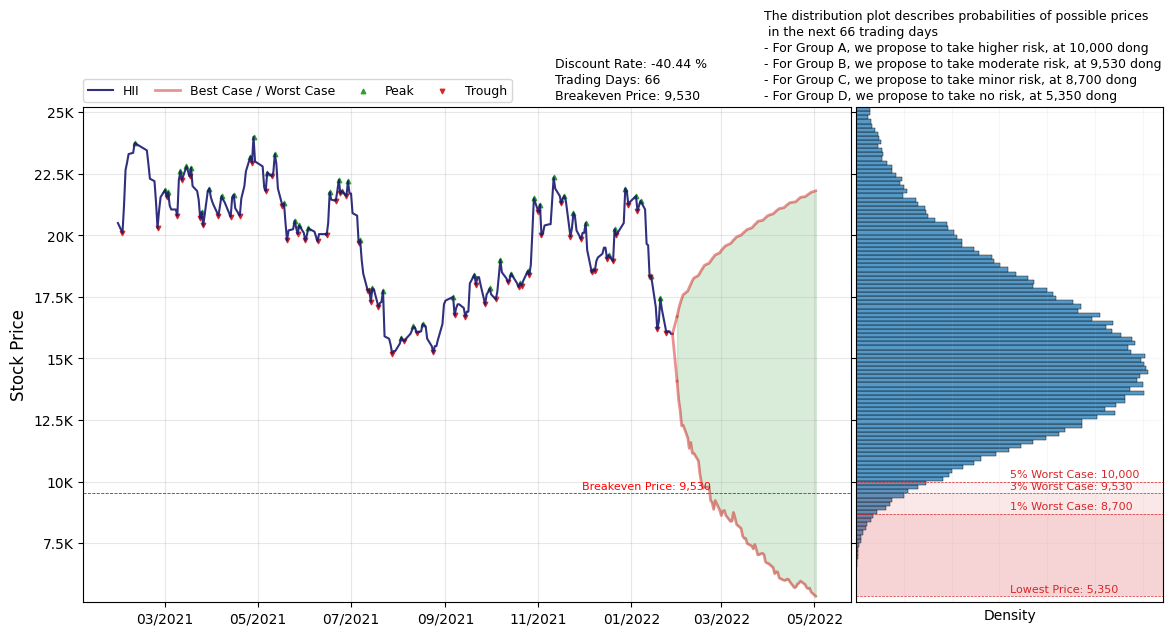 The distribution plot describes probabilities of possible prices
in the next 66 trading days
- For Group A, we propose to take higher risk, at 10,000 dong
- For Group B, we propose to take moderate risk, at 9,530 dong
- For Group C, we propose to take minor risk, at 8,700 dong
- For Group D, we propose to take no risk, at 5,350 dong
Discount Rate: -40.44 %
Trading Days: 66
Breakeven Price: 9,530
HII
Best Case / Worst Case
Peak
Trough
Stock Price
25K
22.5K
20K
17.5K
15K
12.5K
10K
7.5K
Breakeven Price: 9,530
03/2021
05/2021
07/2021
09/2021
11/2021
01/2022
03/2022
05/2022
5% Worst Case: 10,000
3% Worst Case: 9,530
1% Worst Case: 8,700
Lowest Price: 5,350
Density